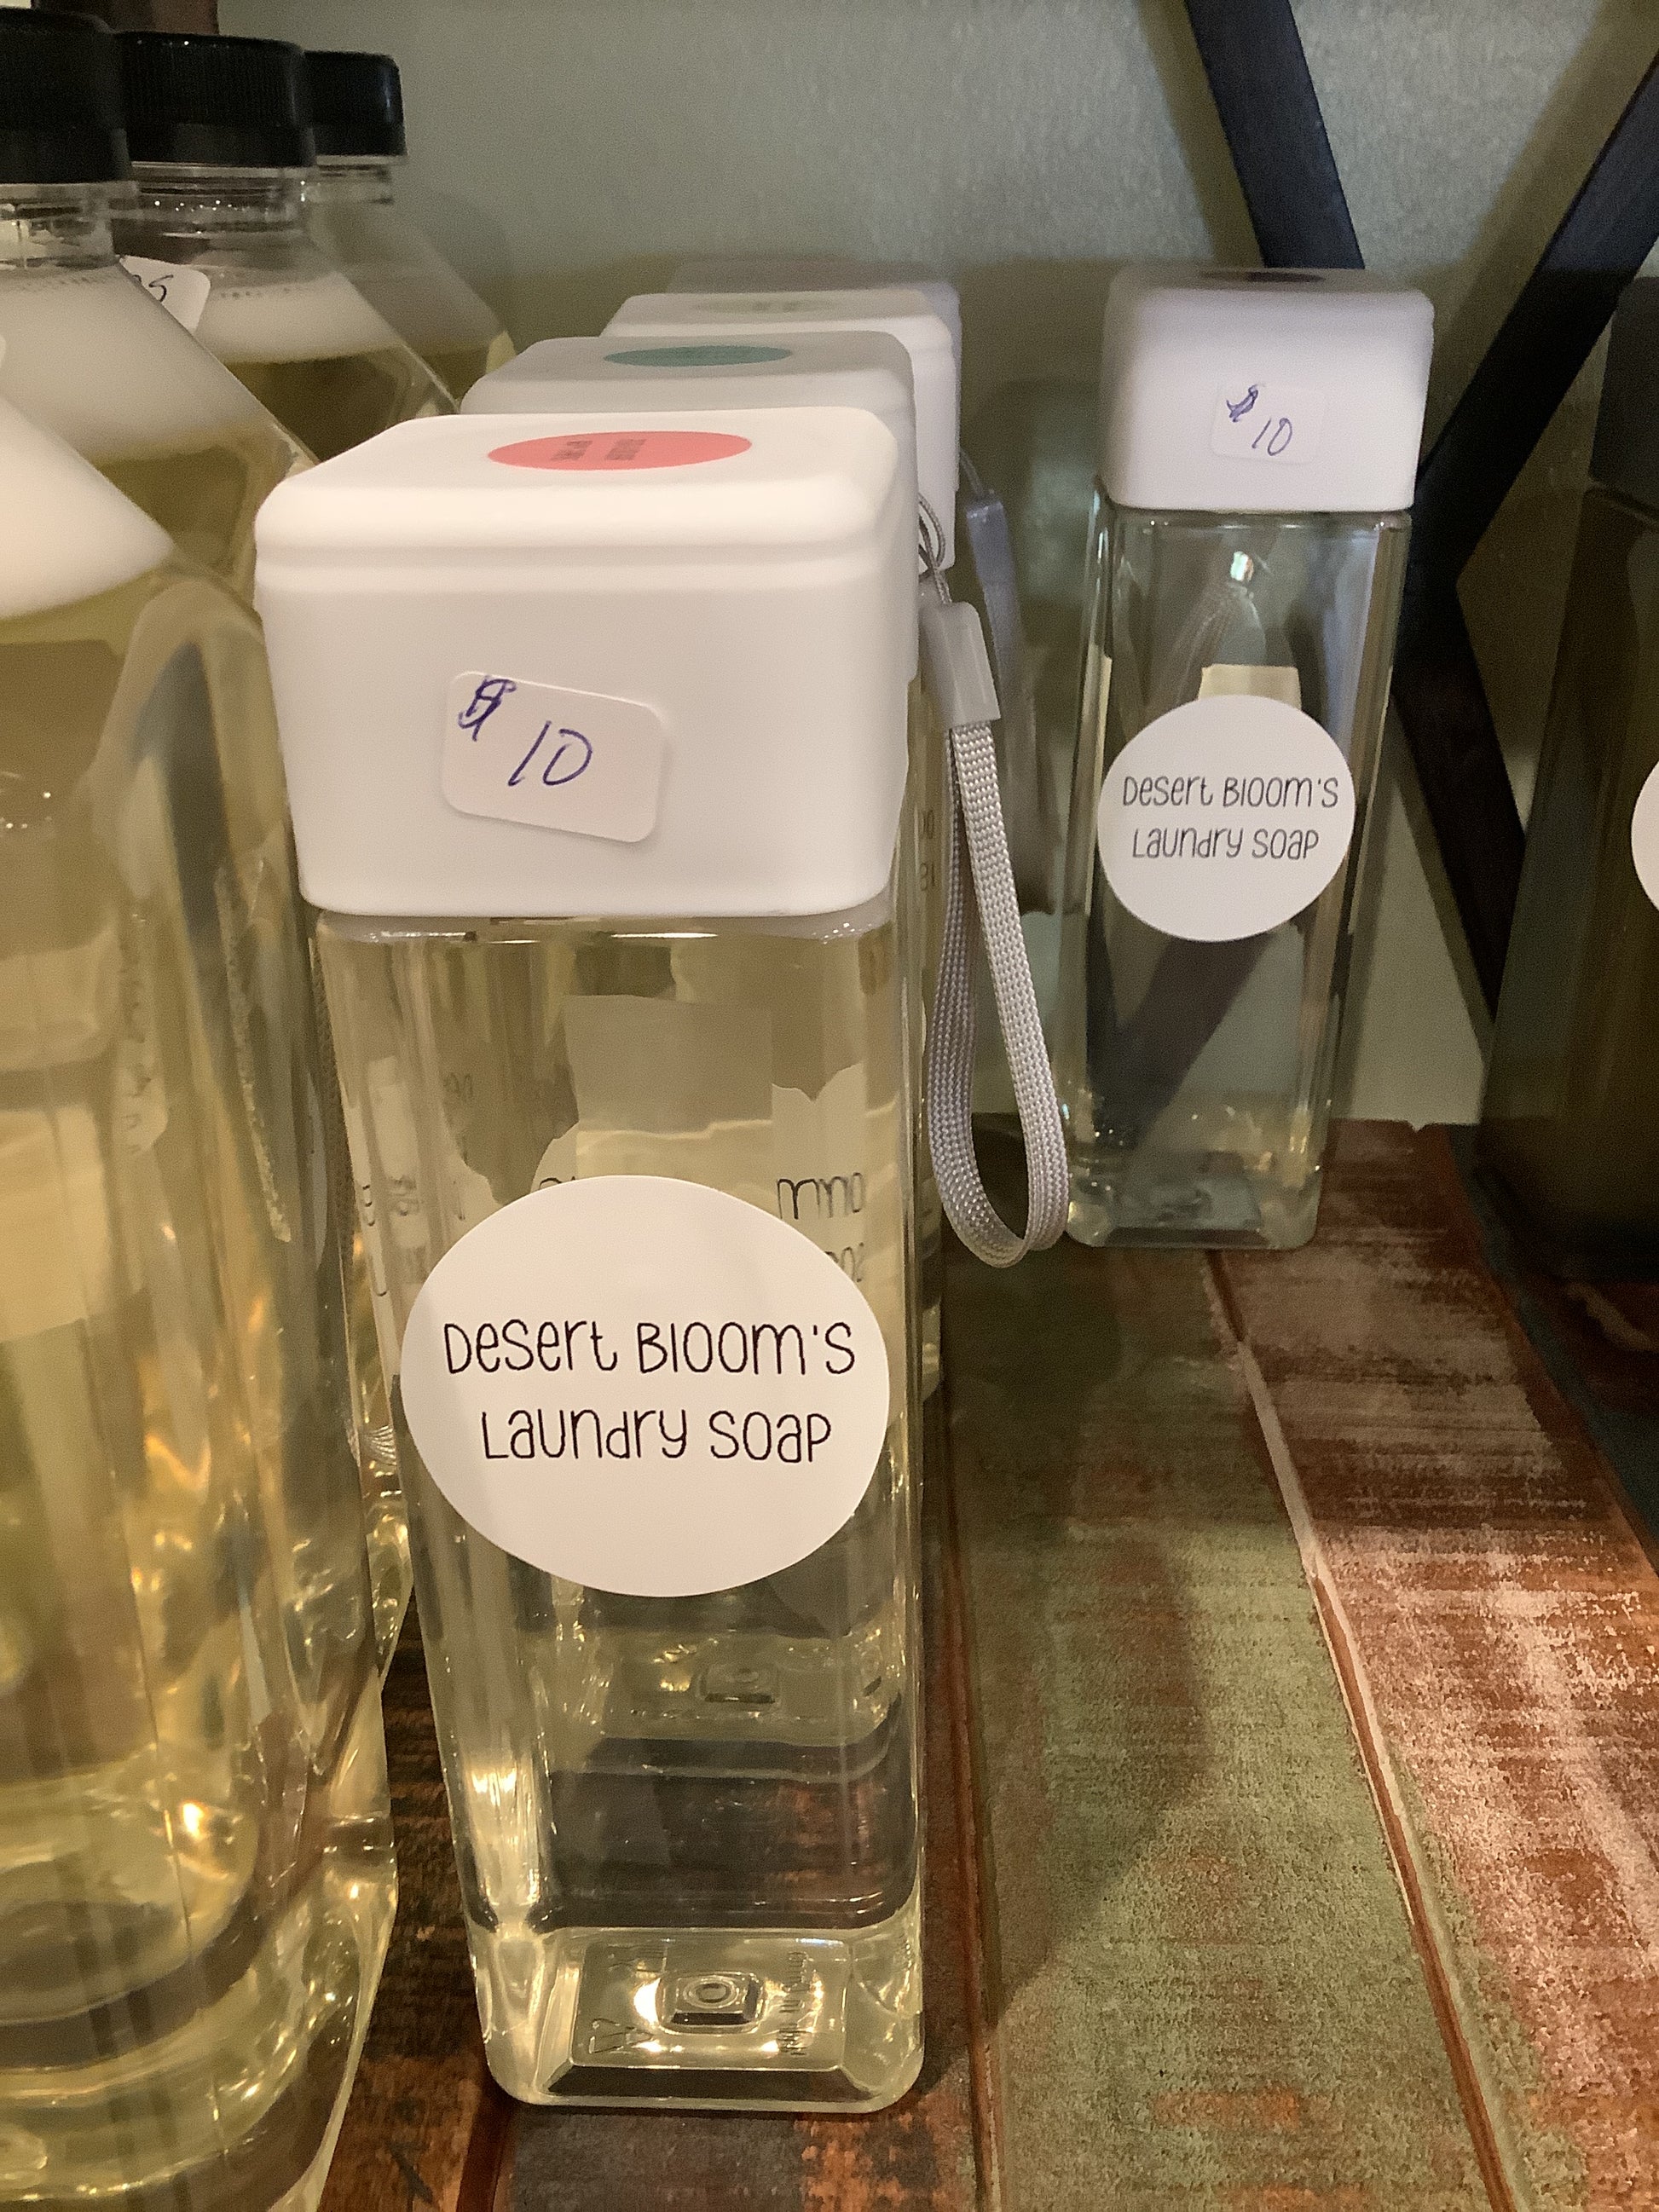 $ 10
Desert Bloom's
Laundry Soap
$ 10
Desert Bloom's
Laundry Soap